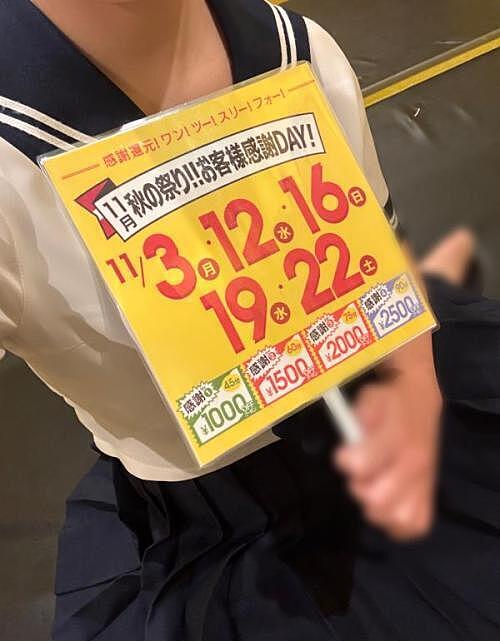 感謝還元!ワン!ツー!スリー!フォー!
11月 秋の祭り!!お客様感謝DAY!
11/3月・12水・16日
19水・22土
感謝1 45分 ¥1000
感謝2 60分 ¥1500
感謝3 75分 ¥2000
感謝4 90分 ¥2500